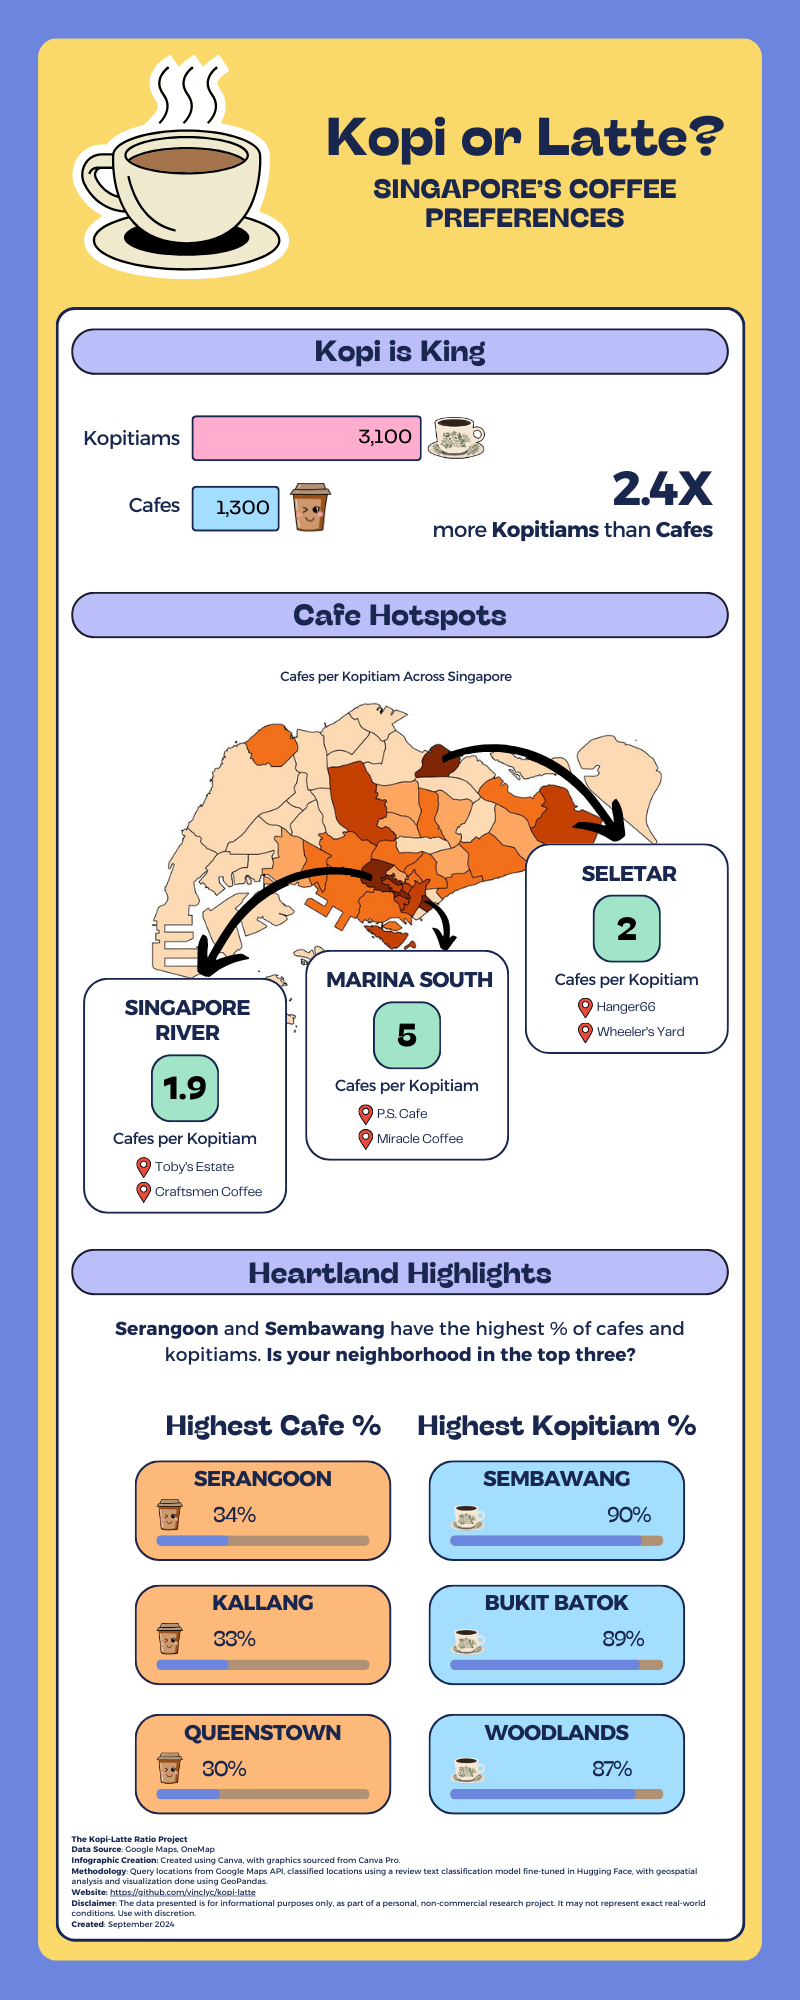 Kopi or Latte?
SINGAPORE'S COFFEE
PREFERENCES
Kopi is King
Kopitiams
3,100
Cafes
1,300
2.4X
more Kopitiams than Cafes
Cafe Hotspots
Cafes per Kopitiam Across Singapore
SELETAR
2
Cafes per Kopitiam
Hanger66
Wheeler's Yard
MARINA SOUTH
5
Cafes per Kopitiam
P.S. Cafe
Miracle Coffee
SINGAPORE
RIVER
1.9
Cafes per Kopitiam
Toby's Estate
Craftsmen Coffee
Heartland Highlights
Serangoon and Sembawang have the highest % of cafes and
kopitiams. Is your neighborhood in the top three?
Highest Cafe %
SERANGOON
34%
KALLANG
33%
QUEENSTOWN
30%
Highest Kopitiam %
SEMBAWANG
90%
BUKIT BATOK
89%
WOODLANDS
87%
The Kopi-Latte Ratio Project
Data Source: Google Maps, OneMap
Infographic Creation: Created using Canva, with graphics sourced from Canva Pro.
Methodology: Query locations from Google Maps API, classified locations using a review text classification model fine-tuned in Hugging Face, with geospatial
analysis and visualization done using GeoPandas.
Website: https://github.com/vinclyc/kopi-latte
Disclaimer: The data presented is for informational purposes only, as part of a personal, non-commercial research project. It may not represent exact real-world
conditions. Use with discretion.
Created: September 2024